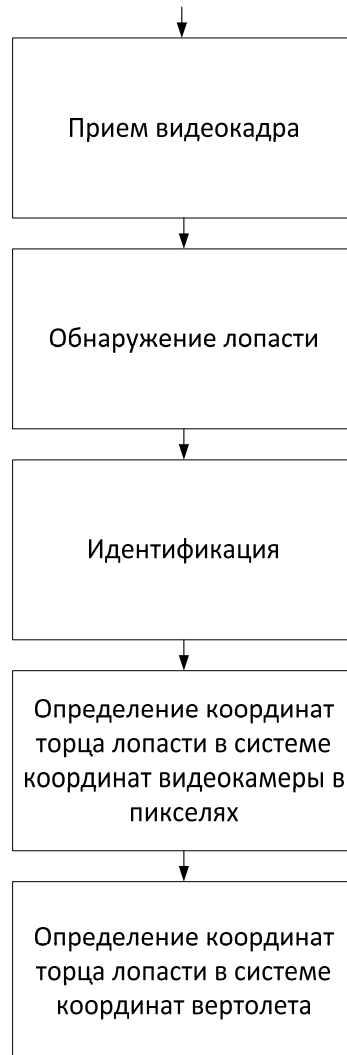 Прием видеокадра
Обнаружение лопасти
Идентификация
Определение координат
торца лопасти в системе
координат видеокамеры в
пикселях
Определение координат
торца лопасти в системе
координат вертолета